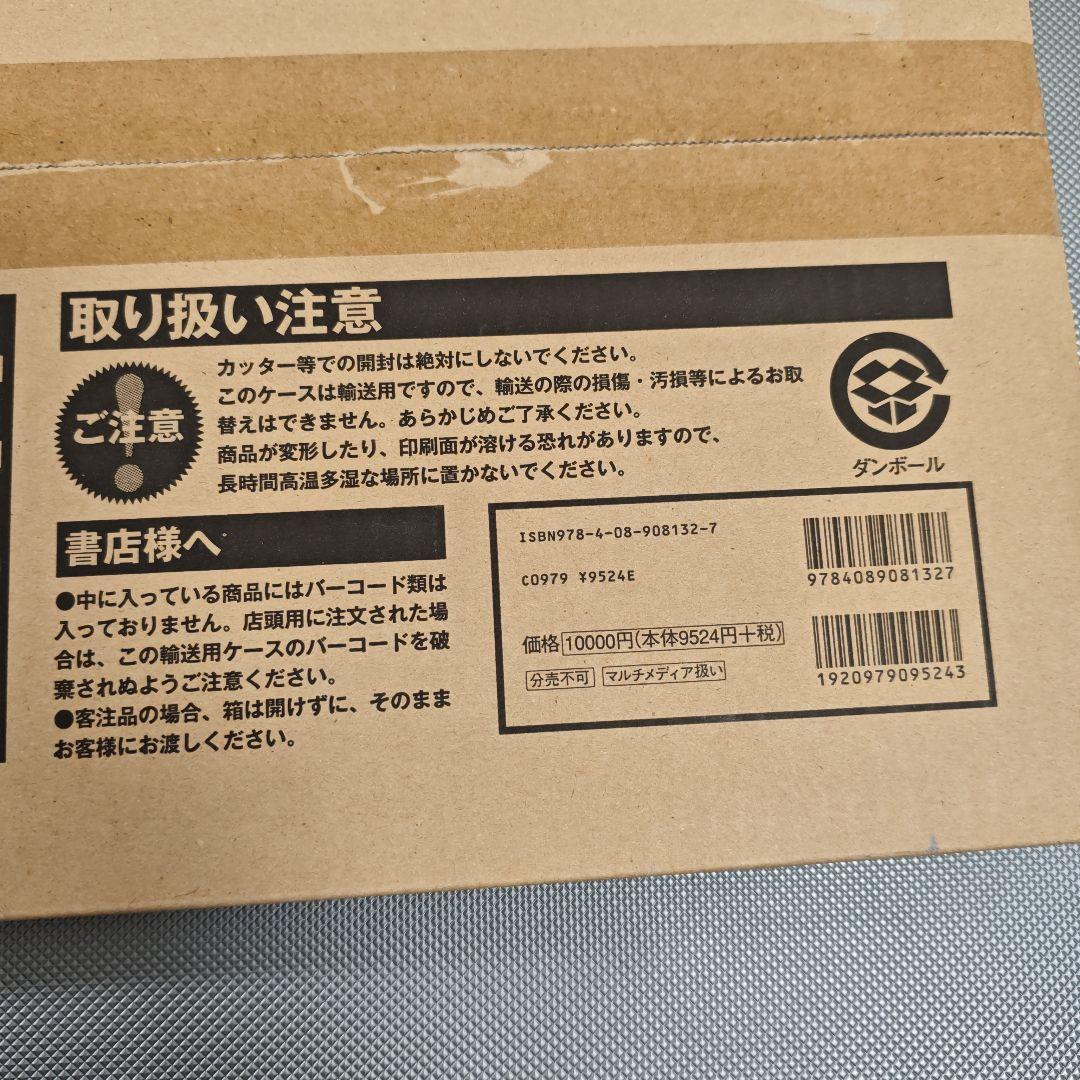 取り扱い注意
ご注意
カッター等での開封は絶対にしないでください。
このケースは輸送用ですので、輸送の際の損傷・汚損等によるお取
替えはできません。あらかじめご了承ください。
商品が変形したり、印刷面が溶ける恐れがありますので、
長時間高温多湿な場所に置かないでください。
ダンボール
書店様へ
●中に入っている商品にはバーコード類は
入っておりません。店頭用に注文された場
合は、この輸送用ケースのバーコードを破
棄されぬようご注意ください。
●客注品の場合、箱は開けずに、そのまま
お客様にお渡しください。
ISBN978-4-08-908132-7
C0979 ¥9524E
価格 10000円(本体9524円+税)
分売不可 マルチメディア扱い
9784089081327
1920979095243